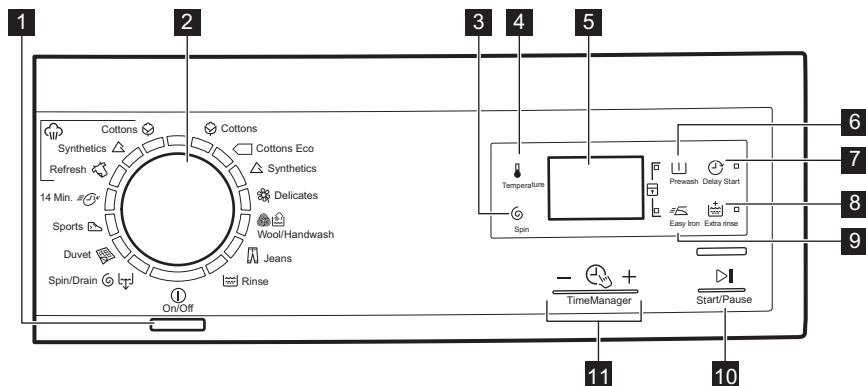 1
2
3
4
5
6
7
8
9
10
11
Cottons
Synthetics
Refresh
14 Min.
Sports
Duvet
Spin/Drain
On/Off
Cottons
Cottons Eco
Synthetics
Delicates
Wool/Handwash
Jeans
Rinse
Temperature
Spin
Prewash
Delay Start
Easy Iron
Extra rinse
TimeManager
Start/Pause